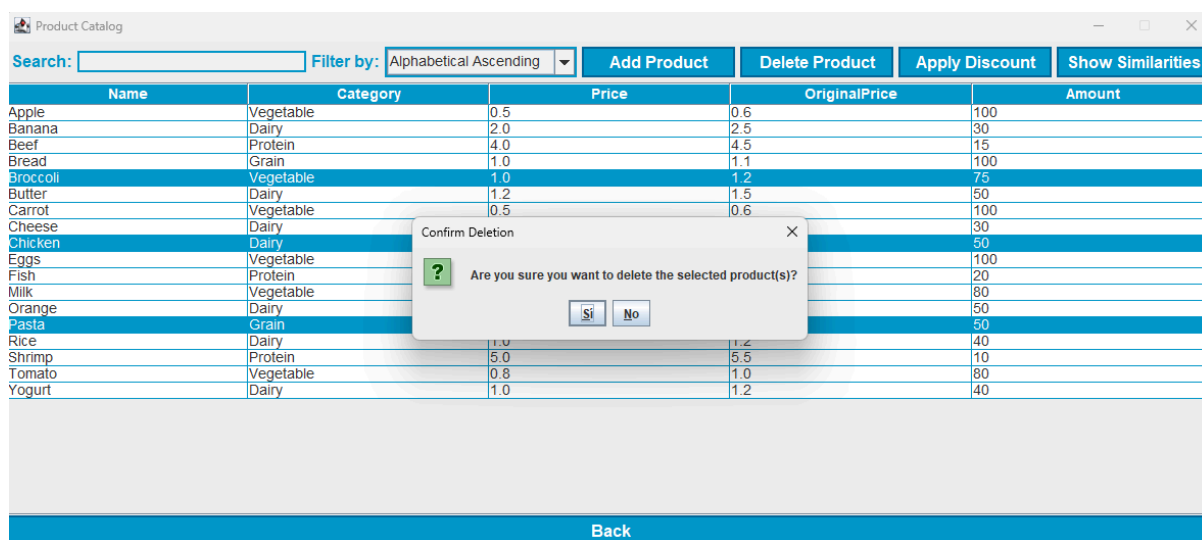 Product Catalog
Search: Filter by: Alphabetical Ascending Add Product Delete Product Apply Discount Show Similarities
Name Category Price OriginalPrice Amount
Apple Vegetable 0.5 0.6 100
Banana Dairy 2.0 2.5 30
Beef Protein 4.0 4.5 15
Bread Grain 1.0 1.1 100
Broccoli Vegetable 1.0 1.2 75
Butter Dairy 1.2 1.5 50
Carrot Vegetable 0.5 0.6 100
Cheese Dairy 30
Chicken Dairy 50
Eggs Vegetable 100
Fish Protein 20
Milk Vegetable 80
Orange Dairy 50
Pasta Grain 50
Rice Dairy 1.0 1.2 40
Shrimp Protein 5.0 5.5 10
Tomato Vegetable 0.8 1.0 80
Yogurt Dairy 1.0 1.2 40
Confirm Deletion
Are you sure you want to delete the selected product(s)?
Sí No
Back